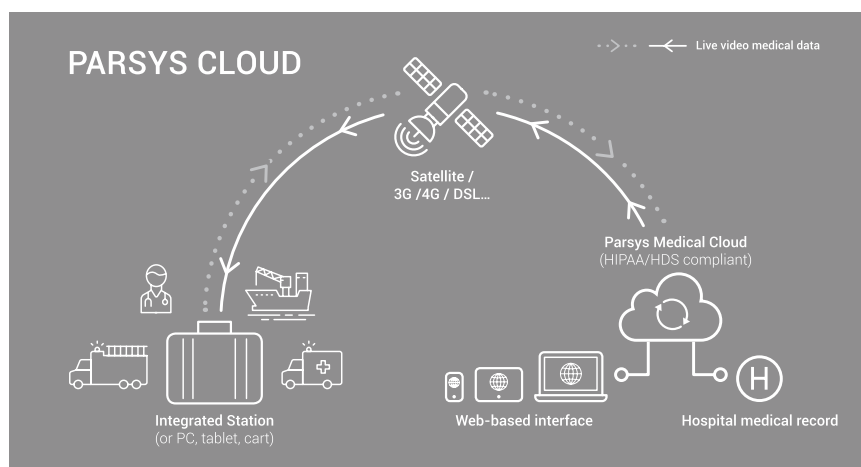 PARSYS CLOUD
Live video medical data
Satellite /
3G /4G / DSL...
Parsys Medical Cloud
(HIPAA/HDS compliant)
H
Integrated Station
(or PC, tablet, cart)
Web-based interface
Hospital medical record